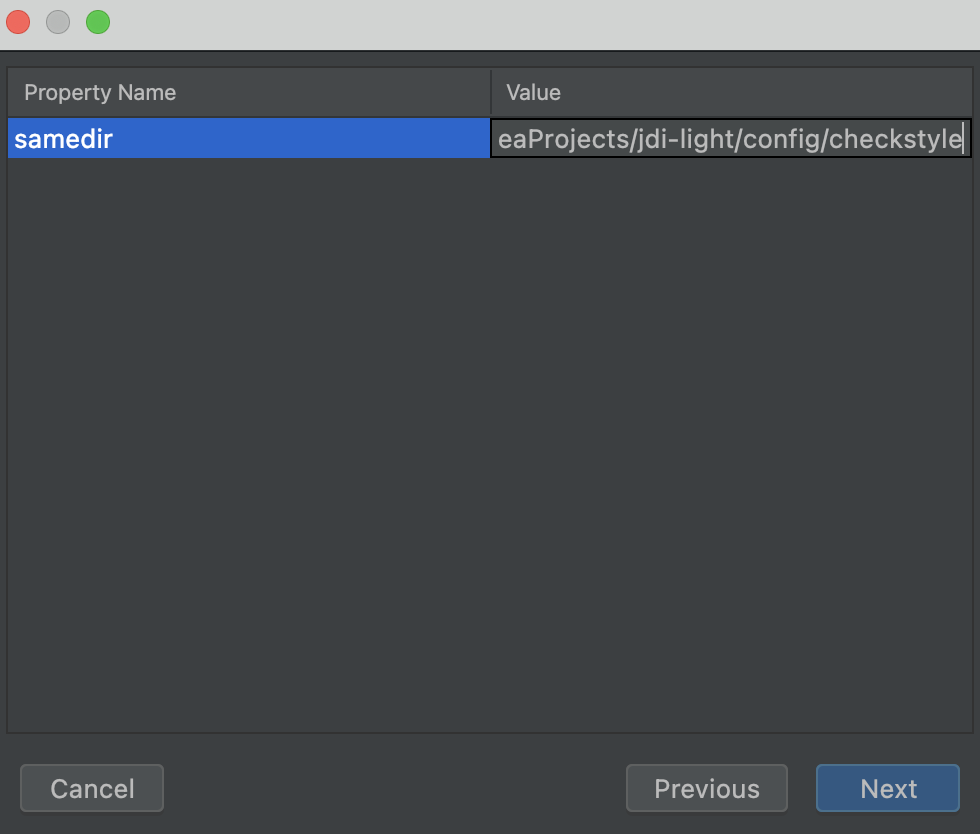 Property Name Value
samedir eaProjects/jdi-light/config/checkstyle
Cancel Previous Next